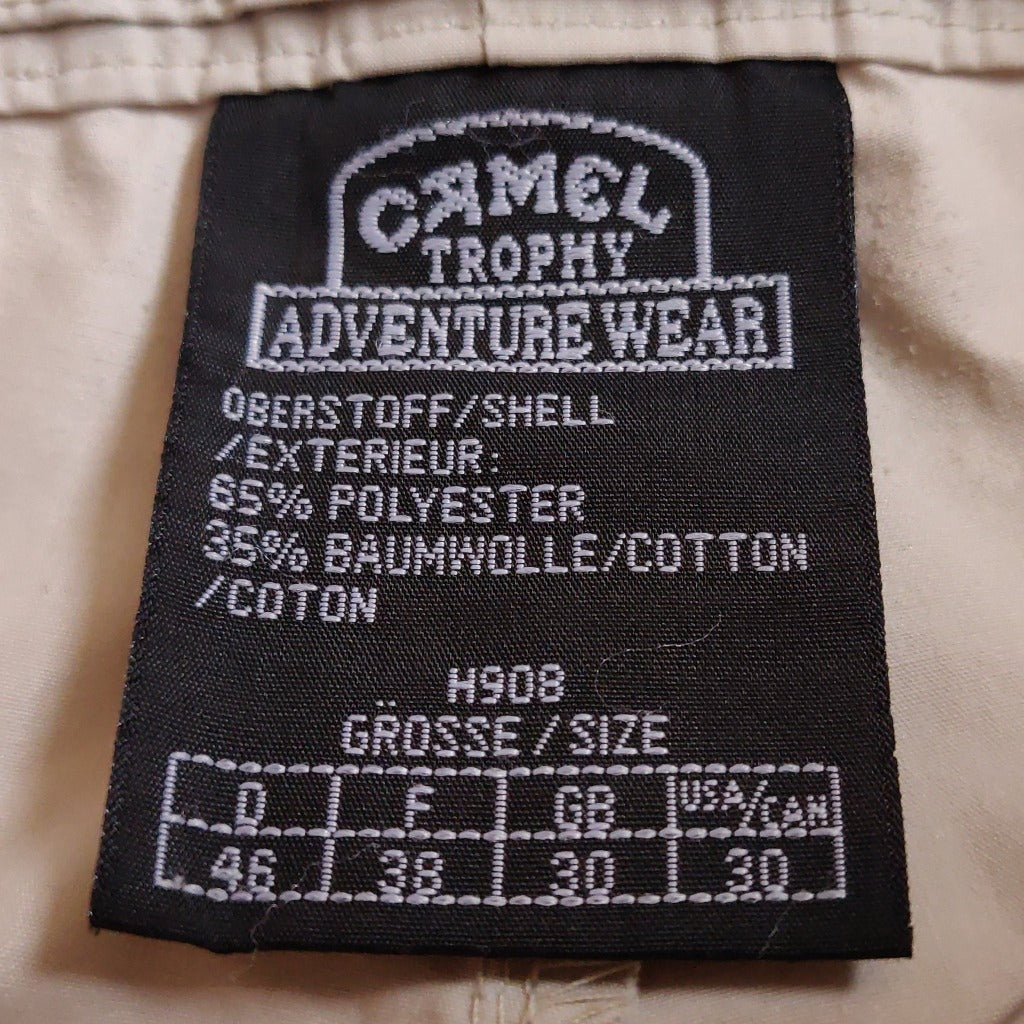 CAMEL
TROPHY
ADVENTURE WEAR
OBERSTOFF/SHELL
/EXTERIEUR:
65% POLYESTER
35% BAUMWOLLE/COTTON
/COTON
H908
GRÖSSE/SIZE
D F GB USA/CAN
46 38 30 30